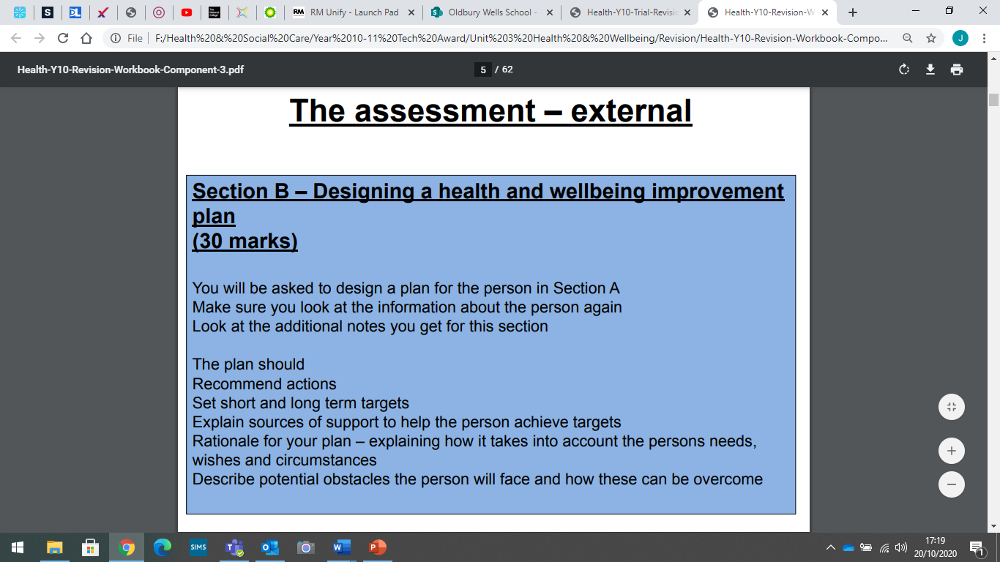 RM Unify - Launch Pad
Oldbury Wells School -
Health-Y10-Trial-Revisi
Health-Y10-Revision-W
File
F:/Health%20&%20Social%20Care/Year%2010-11%20Tech%20Award/Unit%203%20Health%20&%20Wellbeing/Revision/Health-Y10-Revision-Workbook-Compo...
J
Health-Y10-Revision-Workbook-Component-3.pdf
5 / 62
The assessment – external
Section B – Designing a health and wellbeing improvement
plan
(30 marks)
You will be asked to design a plan for the person in Section A
Make sure you look at the information about the person again
Look at the additional notes you get for this section
The plan should
Recommend actions
Set short and long term targets
Explain sources of support to help the person achieve targets
Rationale for your plan – explaining how it takes into account the persons needs,
wishes and circumstances
Describe potential obstacles the person will face and how these can be overcome
SIMS
17:19
20/10/2020
1